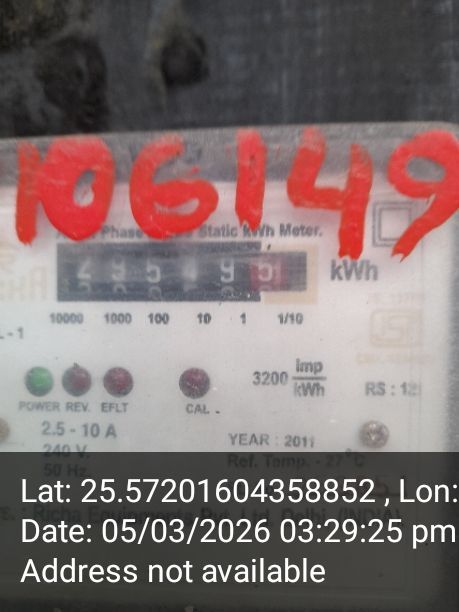 106149
Phase Static kWh Meter.
kWh
10000 1000 100 10 1 1/10
L-1
3200 imp/kWh
RS : 12
POWER REV. EFLT CAL.
2.5 - 10 A
240 V.
50 Hz.
YEAR : 2011
Ref. Temp. - 27°C
Lat: 25.57201604358852 , Lon:
Date: 05/03/2026 03:29:25 pm
Address not available